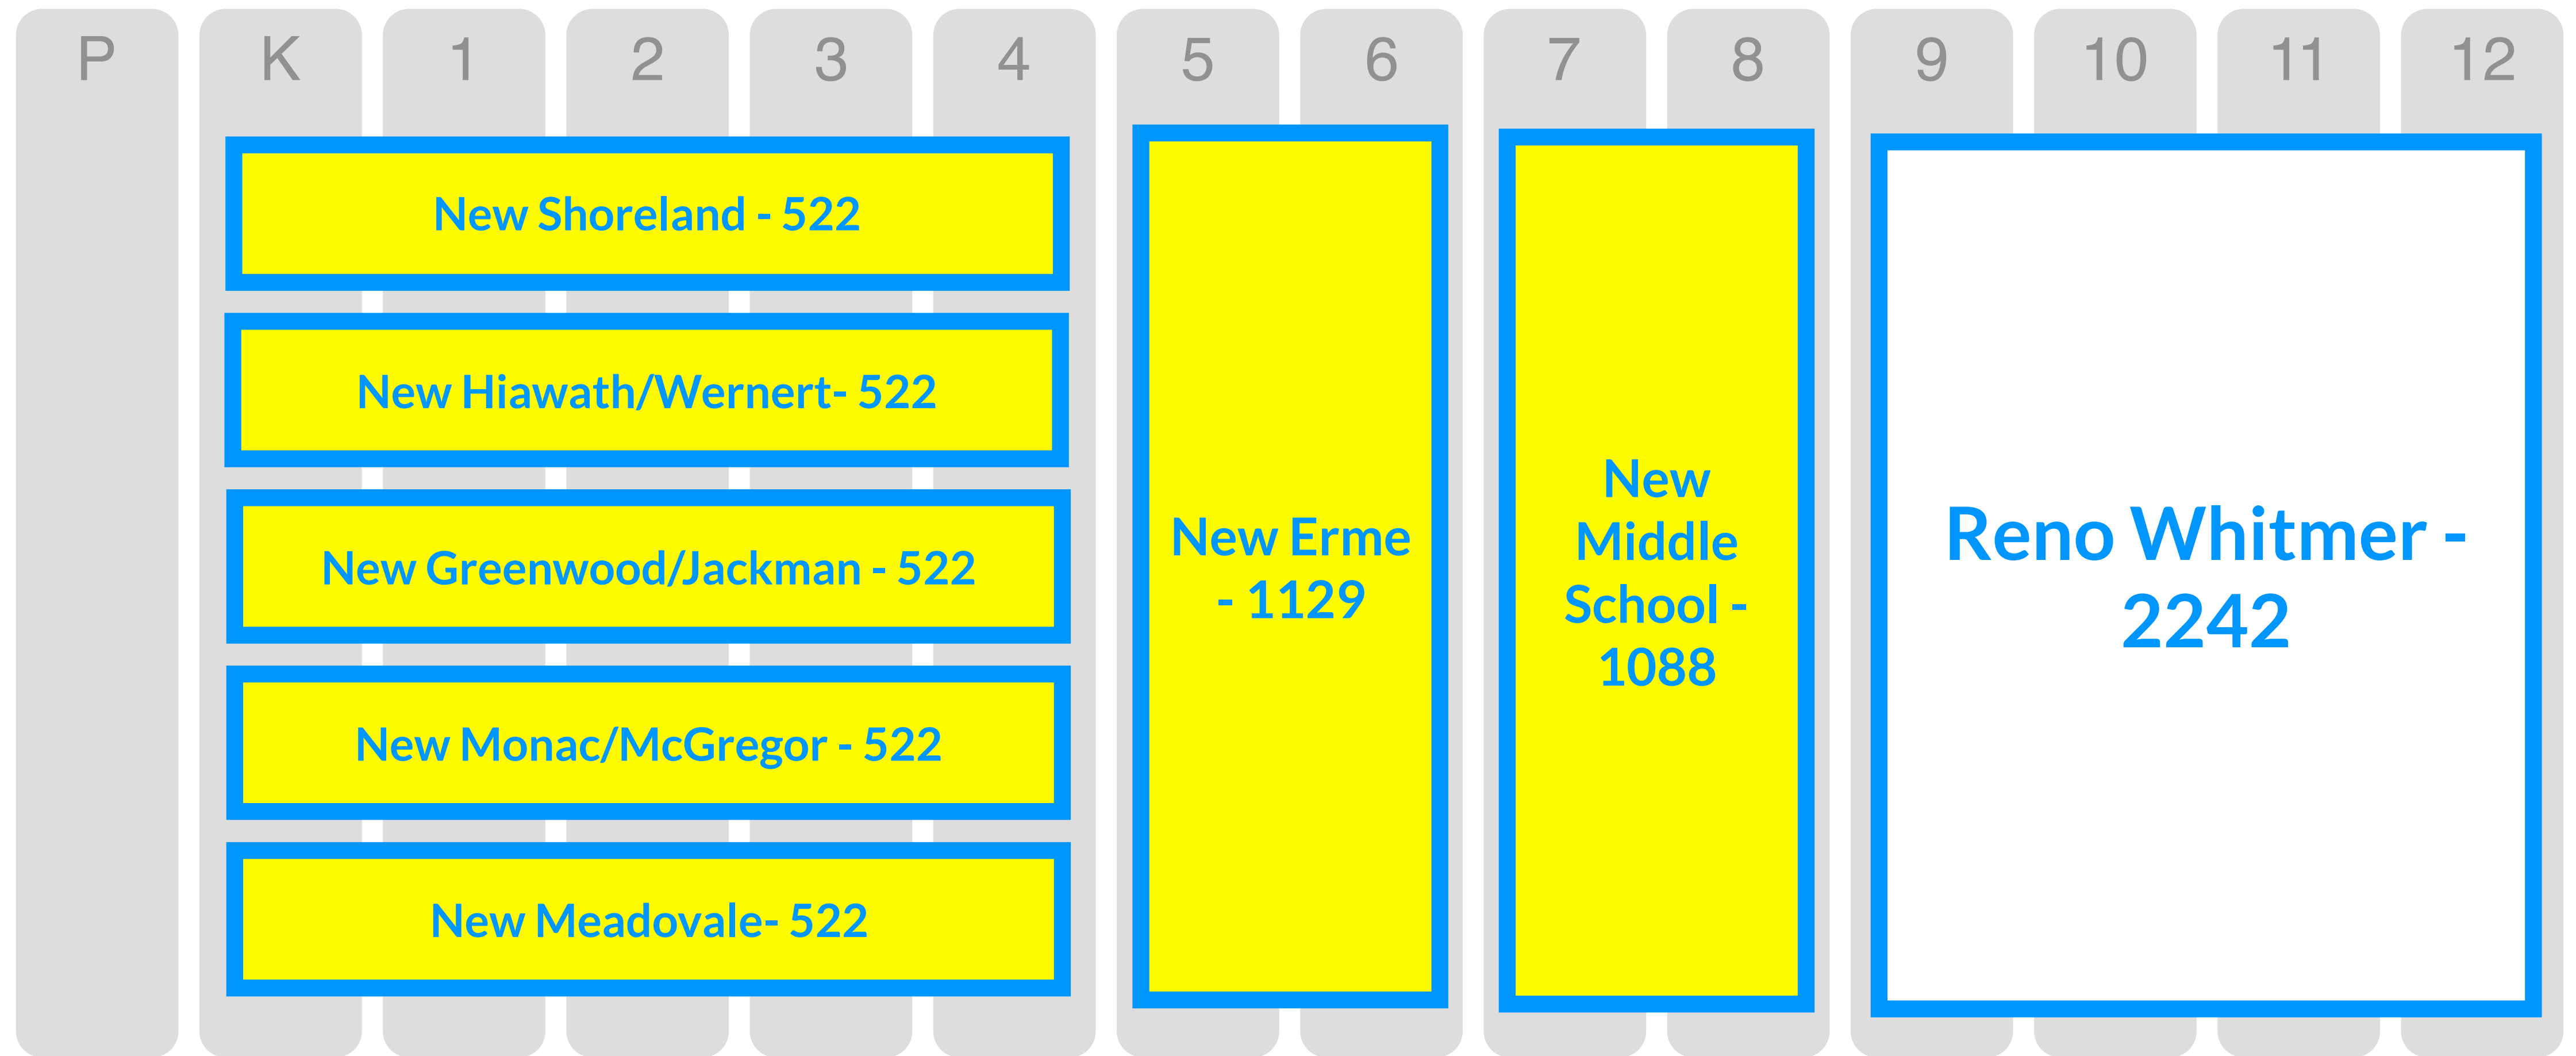 P K 1 2 3 4 5 6 7 8 9 10 11 12
New Shoreland - 522
New Hiawath/Wernert- 522
New Greenwood/Jackman - 522
New Monac/McGregor - 522
New Meadovale- 522
New Erme
- 1129
New
Middle
School -
1088
Reno Whitmer -
2242